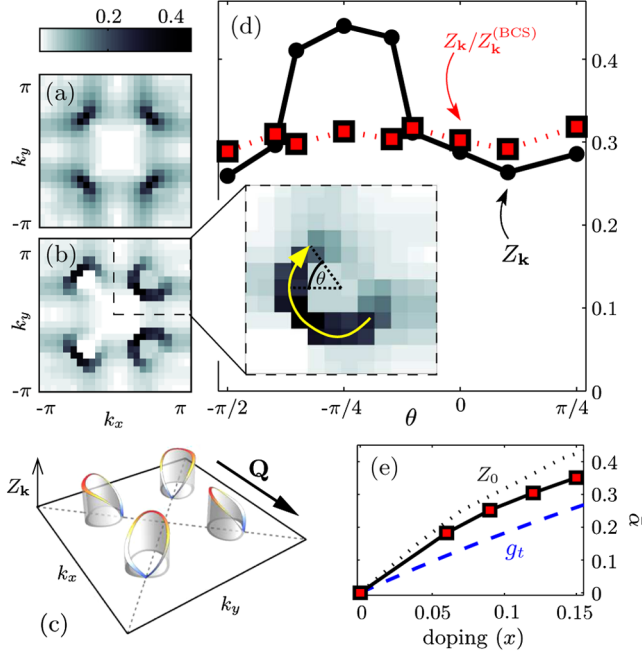 0.2
0.4
(a)
π
k_y
-π
(b)
π
k_y
-π
-π
k_x
π
(d)
Z_k/Z_k^(BCS)
Z_k
θ
0.4
0.3
0.2
0.1
0
-π/2
-π/4
θ
0
π/4
Z_k
Q
k_x
k_y
(c)
(e)
Z_0
g_t
0.4
0.3
0.2
0.1
0
0
0.05
0.1
0.15
doping (x)